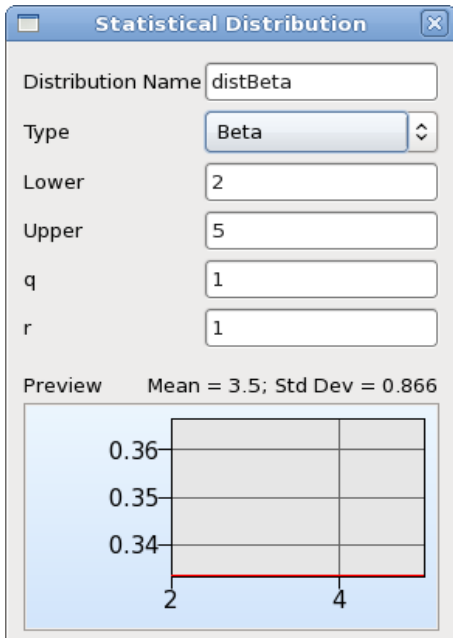 Statistical Distribution
Distribution Name distBeta
Type Beta
Lower 2
Upper 5
q 1
r 1
Preview Mean = 3.5; Std Dev = 0.866
0.36
0.35
0.34
2 4